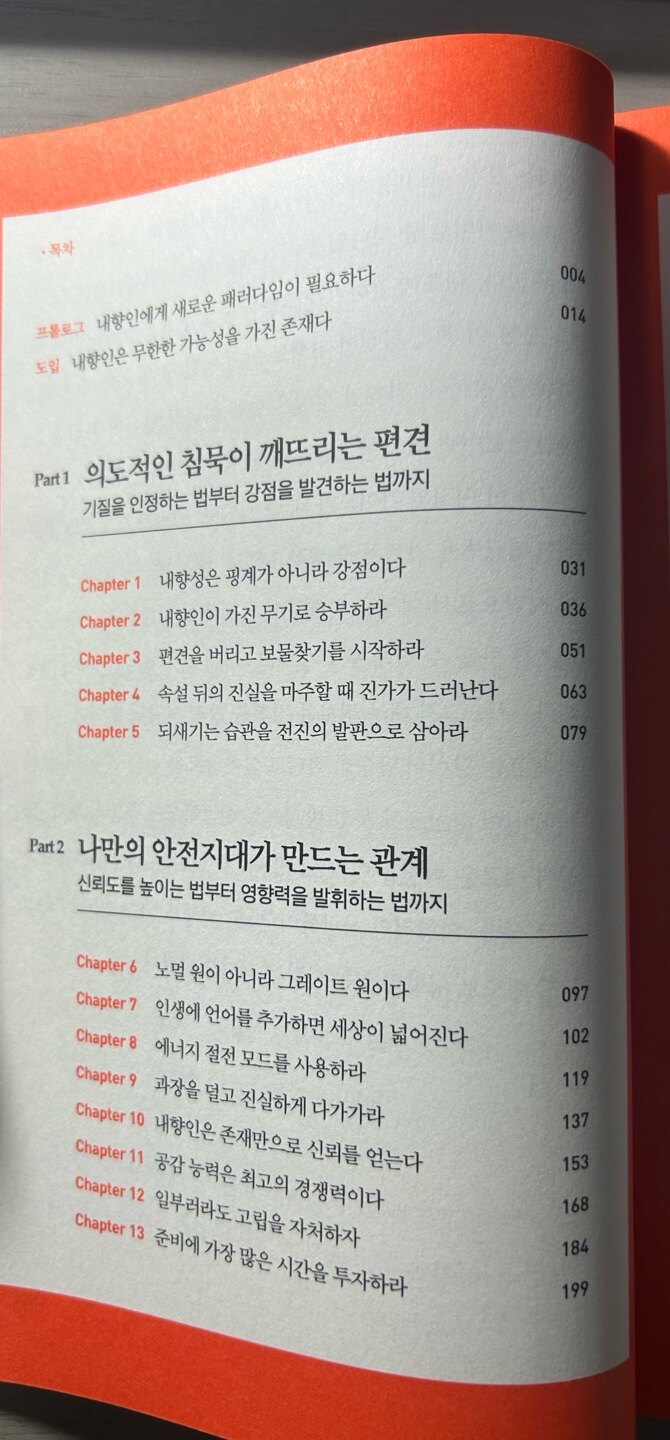 • 목차
프롤로그 내향인에게 새로운 패러다임이 필요하다 004
도입 내향인은 무한한 가능성을 가진 존재다 014
Part 1 의도적인 침묵이 깨뜨리는 편견
기질을 인정하는 법부터 강점을 발견하는 법까지
Chapter 1 내향성은 핑계가 아니라 강점이다 031
Chapter 2 내향인이 가진 무기로 승부하라 036
Chapter 3 편견을 버리고 보물찾기를 시작하라 051
Chapter 4 속설 뒤의 진실을 마주할 때 진가가 드러난다 063
Chapter 5 되새기는 습관을 전진의 발판으로 삼아라 079
Part 2 나만의 안전지대가 만드는 관계
신뢰도를 높이는 법부터 영향력을 발휘하는 법까지
Chapter 6 노멀 원이 아니라 그레이트 원이다 097
Chapter 7 인생에 언어를 추가하면 세상이 넓어진다 102
Chapter 8 에너지 절전 모드를 사용하라 119
Chapter 9 과장을 덜고 진실하게 다가가라 137
Chapter 10 내향인은 존재만으로 신뢰를 얻는다 153
Chapter 11 공감 능력은 최고의 경쟁력이다 168
Chapter 12 일부러라도 고립을 자처하자 184
Chapter 13 준비에 가장 많은 시간을 투자하라 199